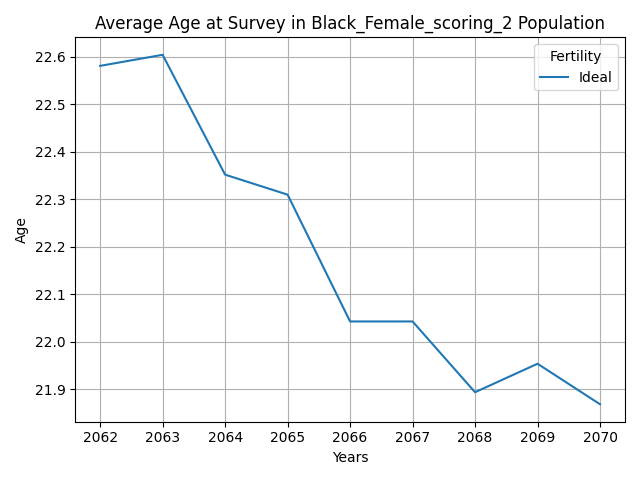 Average Age at Survey in Black_Female_scoring_2 Population
Fertility
Ideal
22.6
22.5
22.4
22.3
22.2
22.1
22.0
21.9
Age
2062 2063 2064 2065 2066 2067 2068 2069 2070
Years